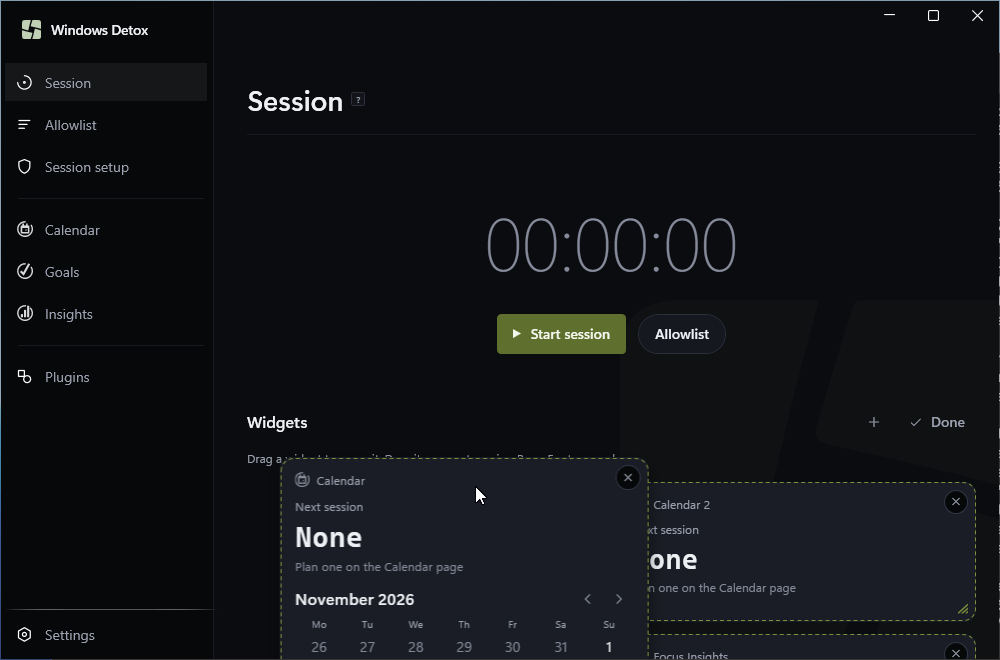 Windows Detox
Session
Allowlist
Session setup
Calendar
Goals
Insights
Plugins
Settings
Session ?
00:00:00
Start session
Allowlist
Widgets
Done
Drag a
Calendar
Next session
None
Plan one on the Calendar page
November 2026
Mo Tu We Th Fr Sa Su
26 27 28 29 30 31 1
Calendar 2
session
one on the Calendar page
Focus Insights